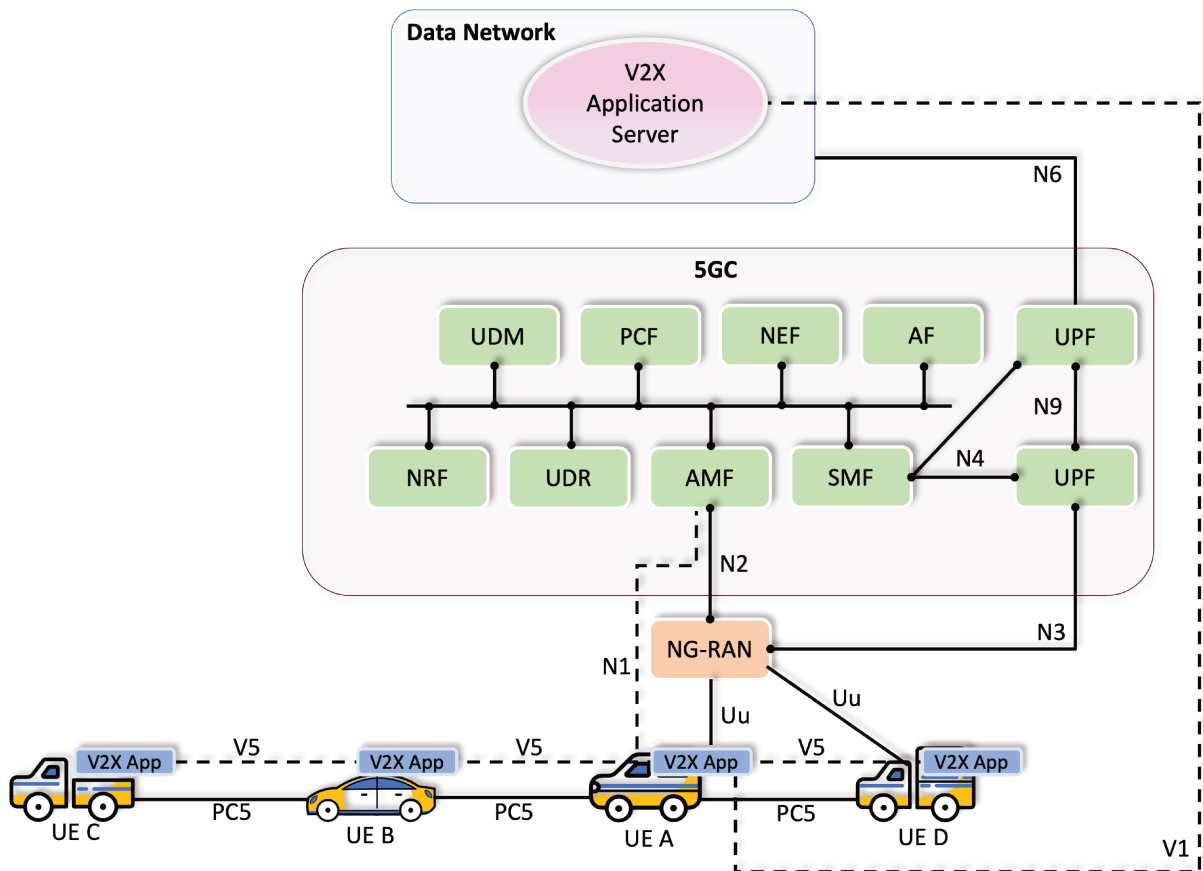 Data Network
V2X
Application
Server
N6
5GC
UDM
PCF
NEF
AF
UPF
N9
NRF
UDR
AMF
SMF
N4
UPF
N2
N3
NG-RAN
N1
Uu
Uu
V2X App
V5
V2X App
V5
V2X App
V5
V2X App
PC5
PC5
PC5
UE C
UE B
UE A
UE D
V1